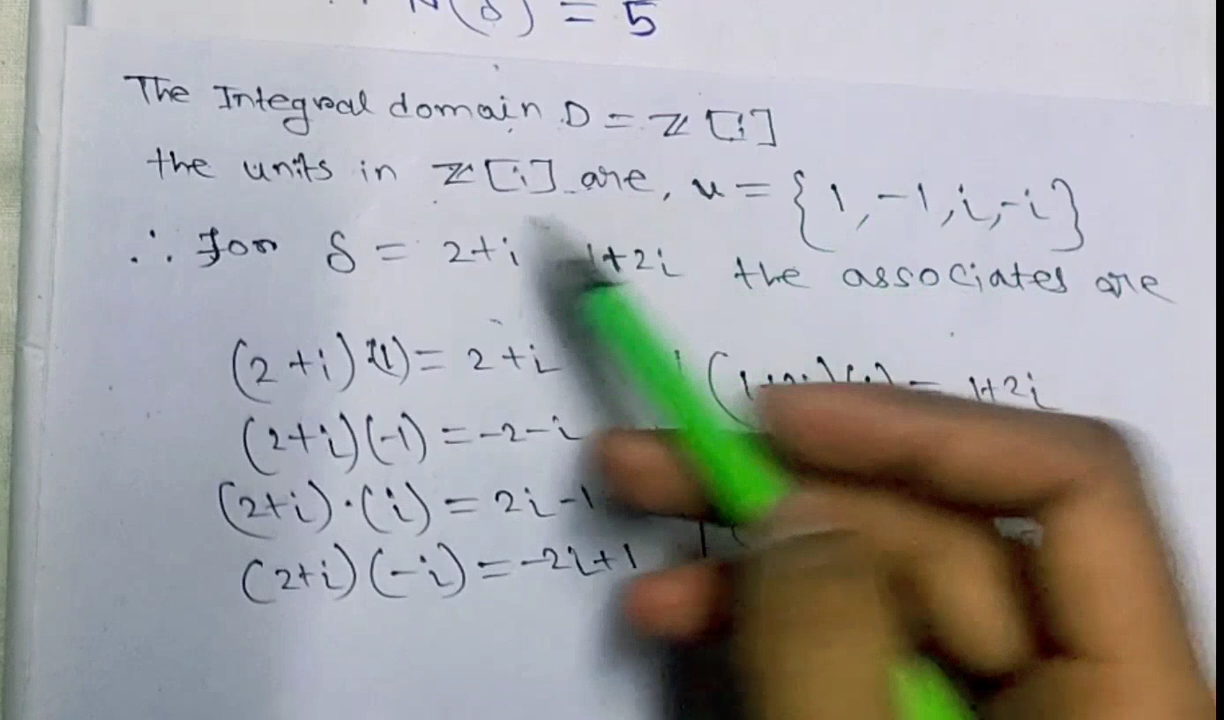 N(δ) = 5
The Integral domain D = ℤ[i]
the units in ℤ[i] are, u = {1, -1, i, -i}
∴ for δ = 2+i 1+2i the associates are
(2+i)(1) = 2+i = 1+2i
(2+i)(-1) = -2-i
(2+i)·(i) = 2i-1
(2+i)(-i) = -2i+1